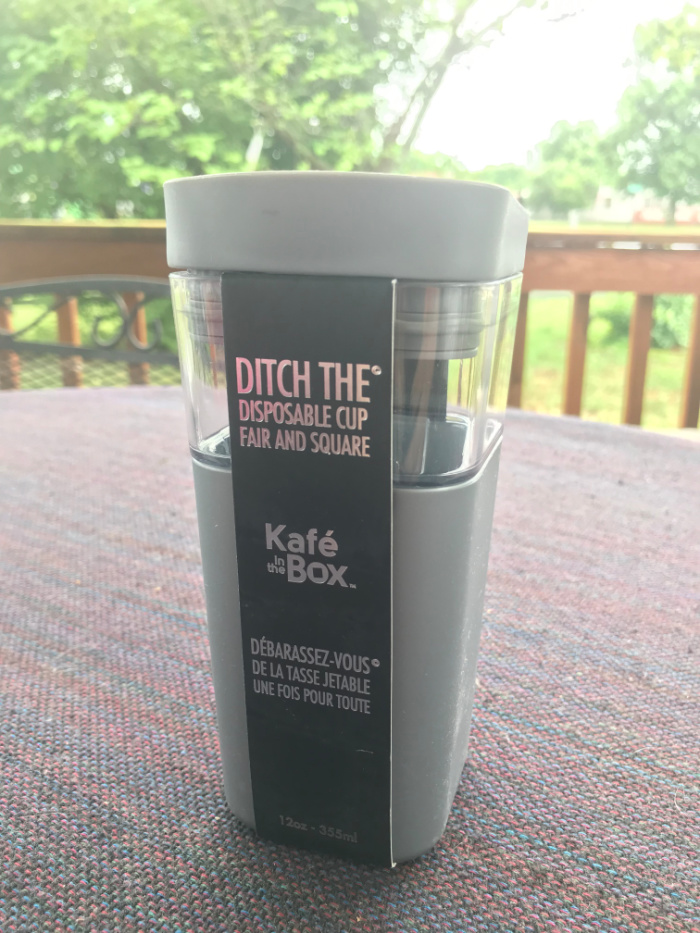 DITCH THE
DISPOSABLE CUP
FAIR AND SQUARE
Kafé
in the BOX™
DÉBARASSEZ-VOUS
DE LA TASSE JETABLE
UNE FOIS POUR TOUTE
12oz - 355ml